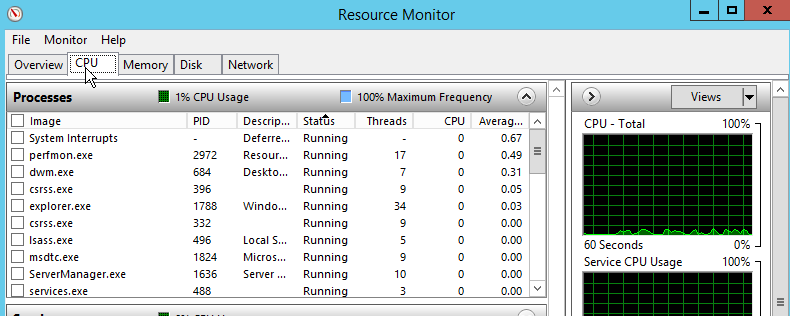 Resource Monitor
File Monitor Help
Overview CPU Memory Disk Network
Processes 1% CPU Usage 100% Maximum Frequency
Image PID Descrip... Status Threads CPU Averag...
System Interrupts - Deferre... Running - 0 0.67
perfmon.exe 2972 Resour... Running 17 0 0.49
dwm.exe 684 Deskto... Running 7 0 0.31
csrss.exe 396 Running 9 0 0.05
explorer.exe 1788 Windo... Running 34 0 0.03
csrss.exe 332 Running 9 0 0.00
lsass.exe 496 Local S... Running 5 0 0.00
msdtc.exe 1824 Micros... Running 9 0 0.00
ServerManager.exe 1636 Server ... Running 10 0 0.00
services.exe 488 Running 3 0 0.00
Views
CPU - Total 100%
60 Seconds 0%
Service CPU Usage 100%